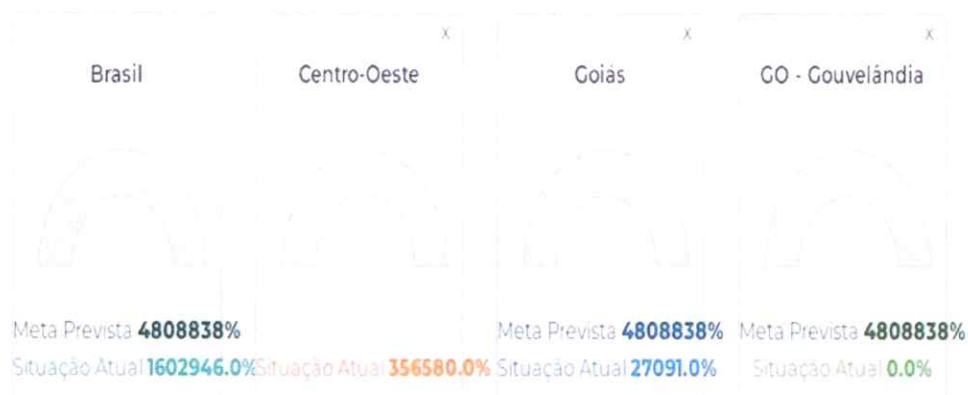 X X X
Brasil Centro-Oeste Goiás GO - Gouvelândia
Meta Prevista 4808838% Meta Prevista 4808838% Meta Prevista 4808838%
Situação Atual 1602946.0% Situação Atual 356580.0% Situação Atual 27091.0% Situação Atual 0.0%